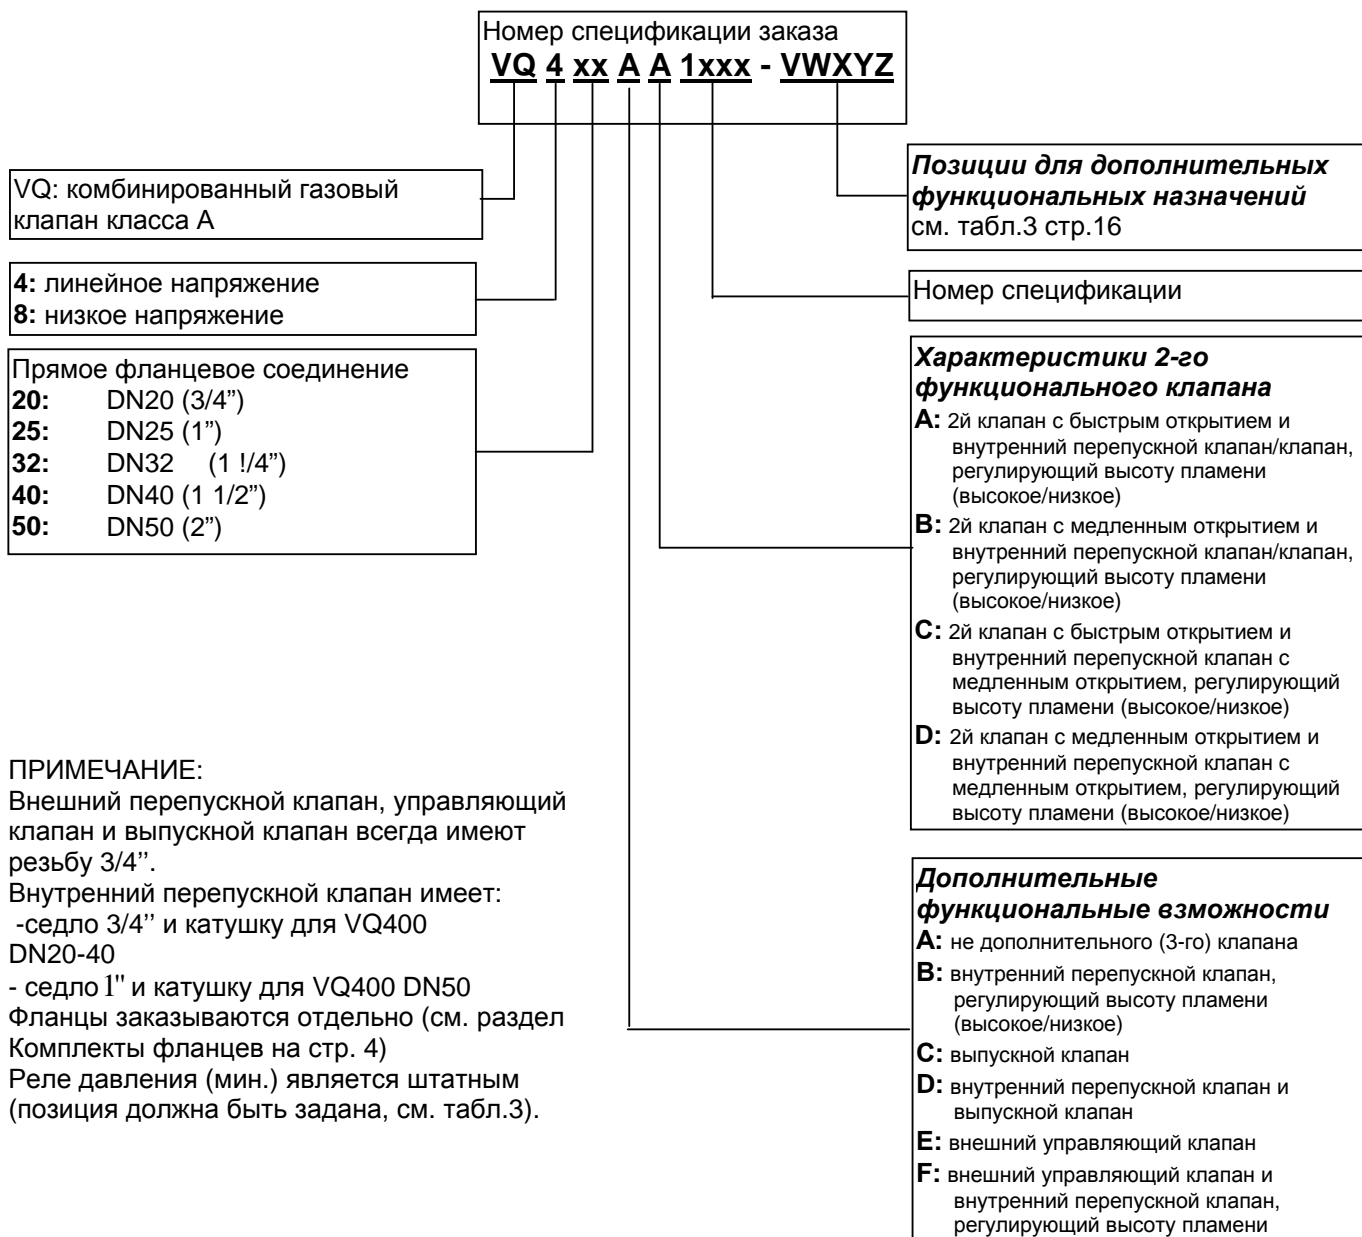 Номер спецификации заказа
VQ 4 xx A A 1xxx - VWXYZ
VQ: комбинированный газовый
клапан класса А
4: линейное напряжение
8: низкое напряжение
Прямое фланцевое соединение
20: DN20 (3/4”)
25: DN25 (1”)
32: DN32 (1 !/4”)
40: DN40 (1 1/2”)
50: DN50 (2”)
ПРИМЕЧАНИЕ:
Внешний перепускной клапан, управляющий
клапан и выпускной клапан всегда имеют
резьбу 3/4’’.
Внутренний перепускной клапан имеет:
-седло 3/4’’ и катушку для VQ400
DN20-40
- седло 1" и катушку для VQ400 DN50
Фланцы заказываются отдельно (см. раздел
Комплекты фланцев на стр. 4)
Реле давления (мин.) является штатным
(позиция должна быть задана, см. табл.3).
Позиции для дополнительных
функциональных назначений
см. табл.3 стр.16
Номер спецификации
Характеристики 2-го
функционального клапана
A: 2й клапан с быстрым открытием и
внутренний перепускной клапан/клапан,
регулирующий высоту пламени
(высокое/низкое)
B: 2й клапан с медленным открытием и
внутренний перепускной клапан/клапан,
регулирующий высоту пламени
(высокое/низкое)
C: 2й клапан с быстрым открытием и
внутренний перепускной клапан с
медленным открытием, регулирующий
высоту пламени (высокое/низкое)
D: 2й клапан с медленным открытием и
внутренний перепускной клапан с
медленным открытием, регулирующий
высоту пламени (высокое/низкое)
Дополнительные
функциональные взможности
A: не дополнительного (3-го) клапана
B: внутренний перепускной клапан,
регулирующий высоту пламени
(высокое/низкое)
C: выпускной клапан
D: внутренний перепускной клапан и
выпускной клапан
E: внешний управляющий клапан
F: внешний управляющий клапан и
внутренний перепускной клапан,
регулирующий высоту пламени